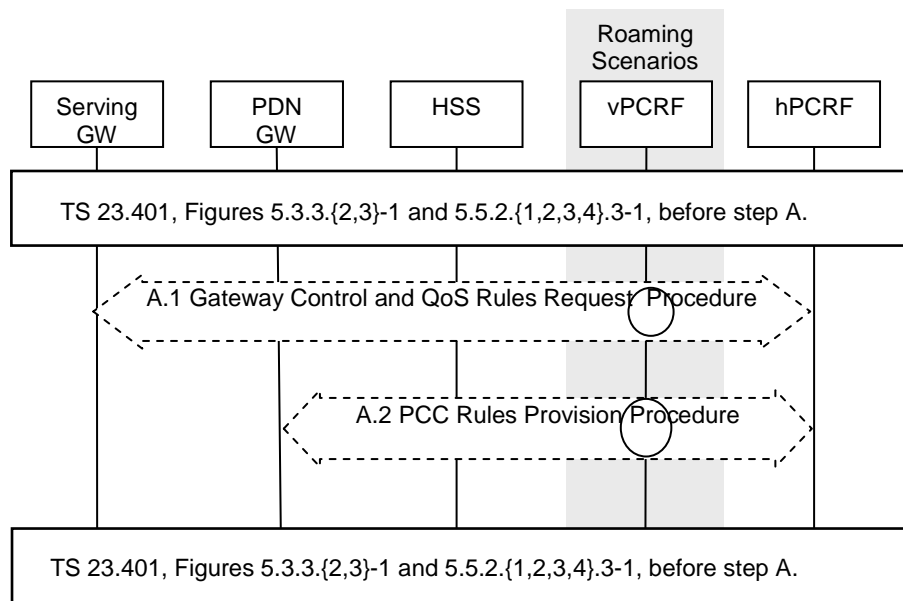 Roaming
Scenarios
Serving
GW
PDN
GW
HSS
vPCRF
hPCRF
TS 23.401, Figures 5.3.3.{2,3}-1 and 5.5.2.{1,2,3,4}.3-1, before step A.
A.1 Gateway Control and QoS Rules Request Procedure
A.2 PCC Rules Provision Procedure
TS 23.401, Figures 5.3.3.{2,3}-1 and 5.5.2.{1,2,3,4}.3-1, before step A.